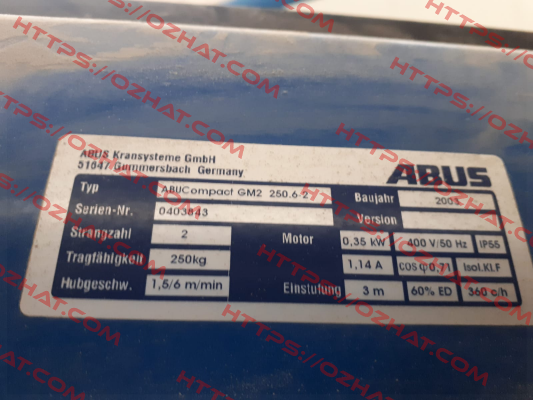 ABUS Kransysteme GmbH
51647 Gummersbach Germany
ABUS
Typ ABUCompact GM2 250.6-2
Serien-Nr. 0403843
Strangzahl 2
Tragfähigkeit 250kg
Hubgeschw. 1,5/6 m/min
Baujahr 2003
Version
Motor 0,35 kW 400 V/50 Hz IP55
1,14 A cos φ 0,71 Isol.KLF
Einstufung 3 m 60% ED 360 c/h
HTTPS://OZHAT.COM